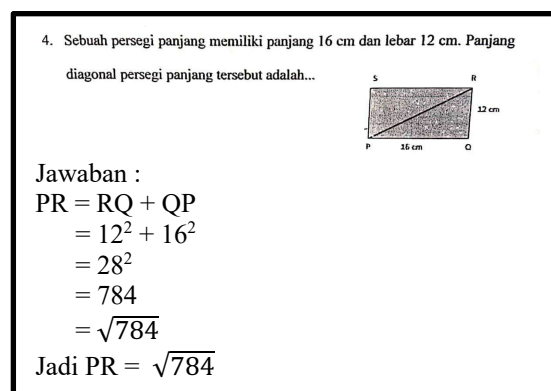 4. Sebuah persegi panjang memiliki panjang 16 cm dan lebar 12 cm. Panjang
diagonal persegi panjang tersebut adalah...
S R
12 cm
P 16 cm Q
Jawaban :
PR = RQ + QP
= 12² + 16²
= 28²
= 784
= √784
Jadi PR = √784